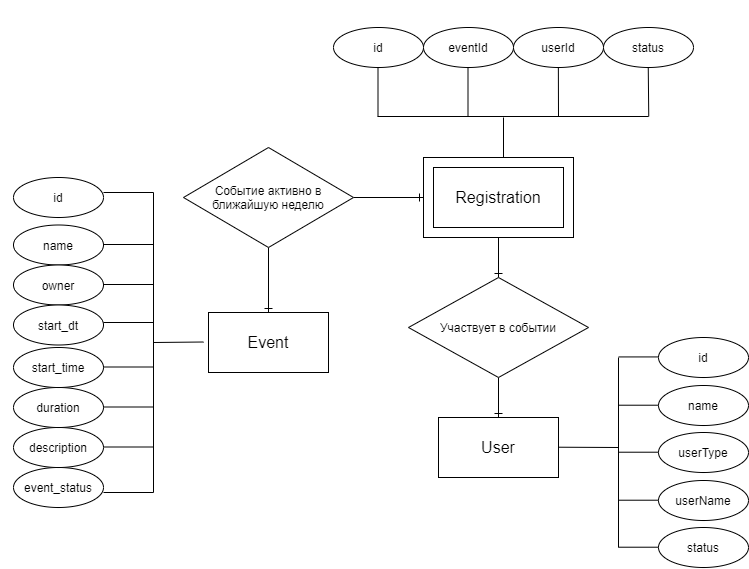 id
eventId
userId
status
Событие активно в
ближайшую неделю
Registration
id
name
owner
start_dt
start_time
duration
description
event_status
Event
Участвует в событии
User
id
name
userType
userName
status